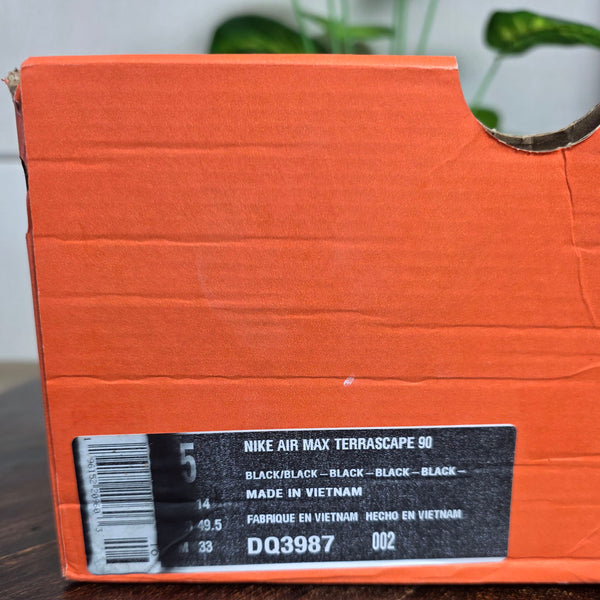 5
NIKE AIR MAX TERRASCAPE 90
BLACK/BLACK-BLACK-BLACK-BLACK-
14
MADE IN VIETNAM
49.5
FABRIQUE EN VIETNAM HECHO EN VIETNAM
M 33
DQ3987 002